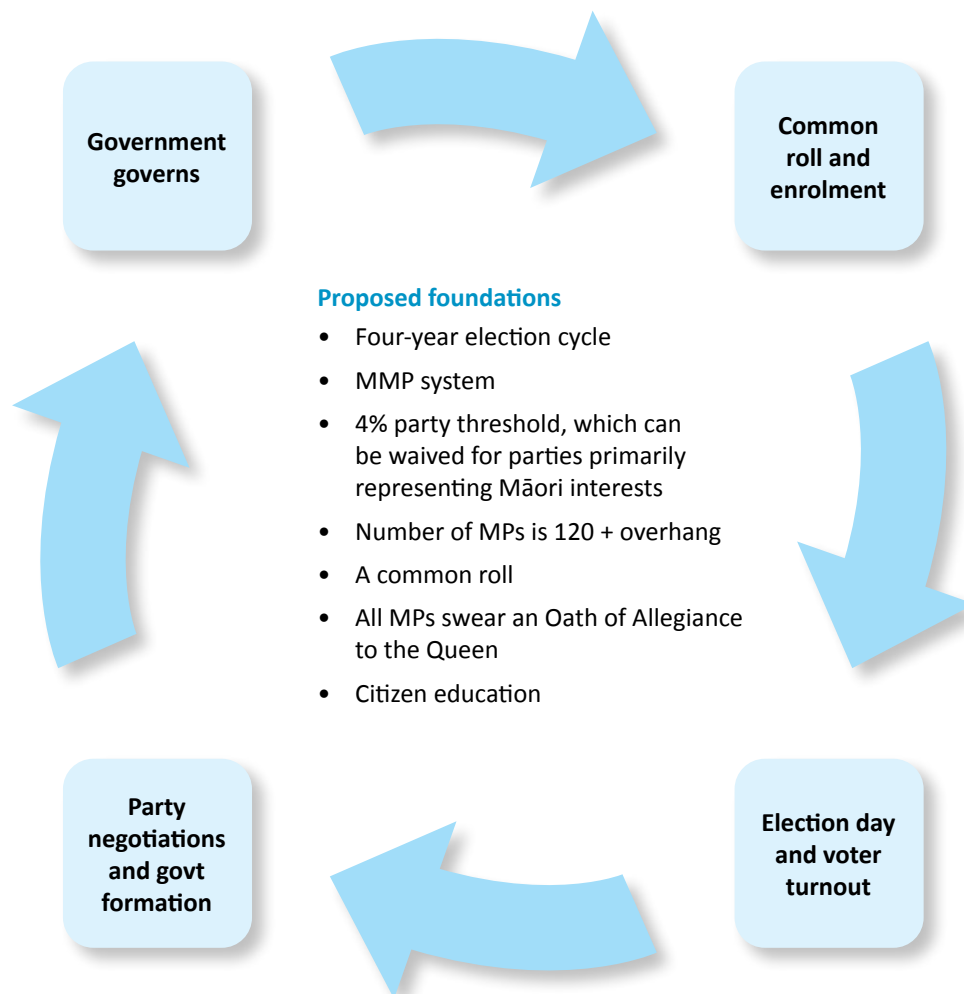 Government
governs
Common
roll and
enrolment
Proposed foundations
• Four-year election cycle
• MMP system
• 4% party threshold, which can
be waived for parties primarily
representing Māori interests
• Number of MPs is 120 + overhang
• A common roll
• All MPs swear an Oath of Allegiance
to the Queen
• Citizen education
Party
negotiations
and govt
formation
Election day
and voter
turnout